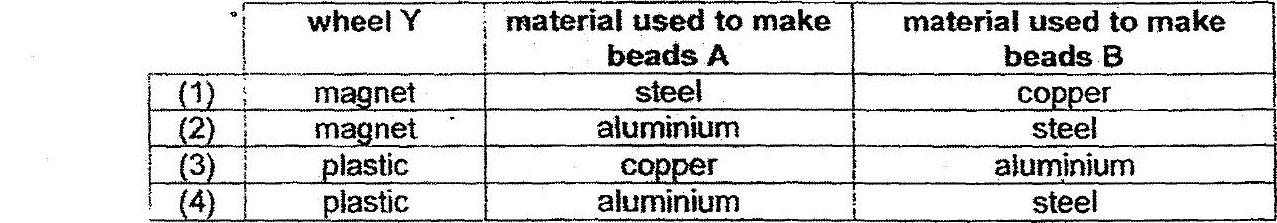 wheel Y material used to make beads A material used to make beads B
(1) magnet steel copper
(2) magnet aluminium steel
(3) plastic copper aluminium
(4) plastic aluminium steel